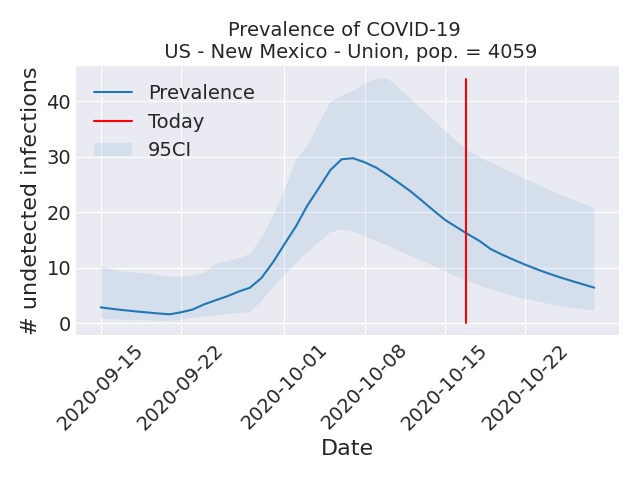 Prevalence of COVID-19
US - New Mexico - Union, pop. = 4059
# undetected infections
40
30
20
10
0
Prevalence
Today
95CI
2020-09-15
2020-09-22
2020-10-01
2020-10-08
2020-10-15
2020-10-22
Date